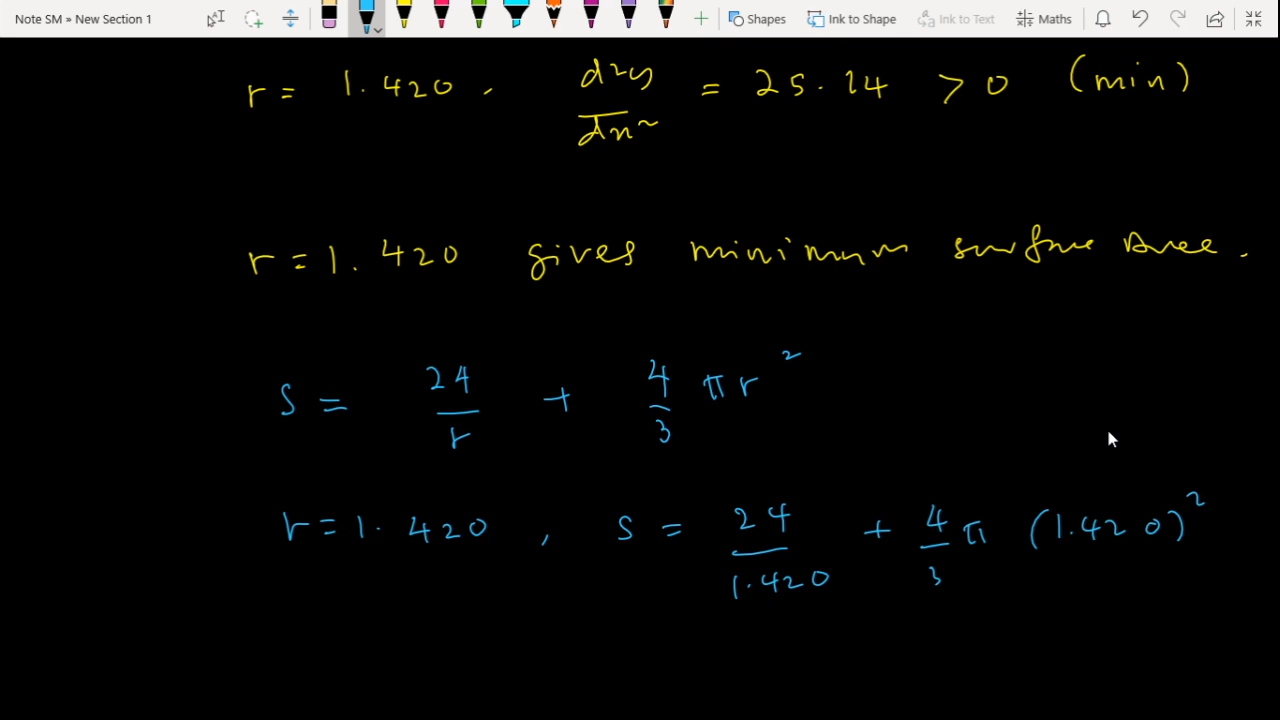 Note SM » New Section 1 Shapes Ink to Shape Ink to Text Maths
r = 1.420, d²y/dx² = 25.24 > 0 (min)
r = 1.420 gives minimum surface Area.
S = 24/r + 4/3 πr²
r = 1.420, S = 24/1.420 + 4/3 π (1.420)²